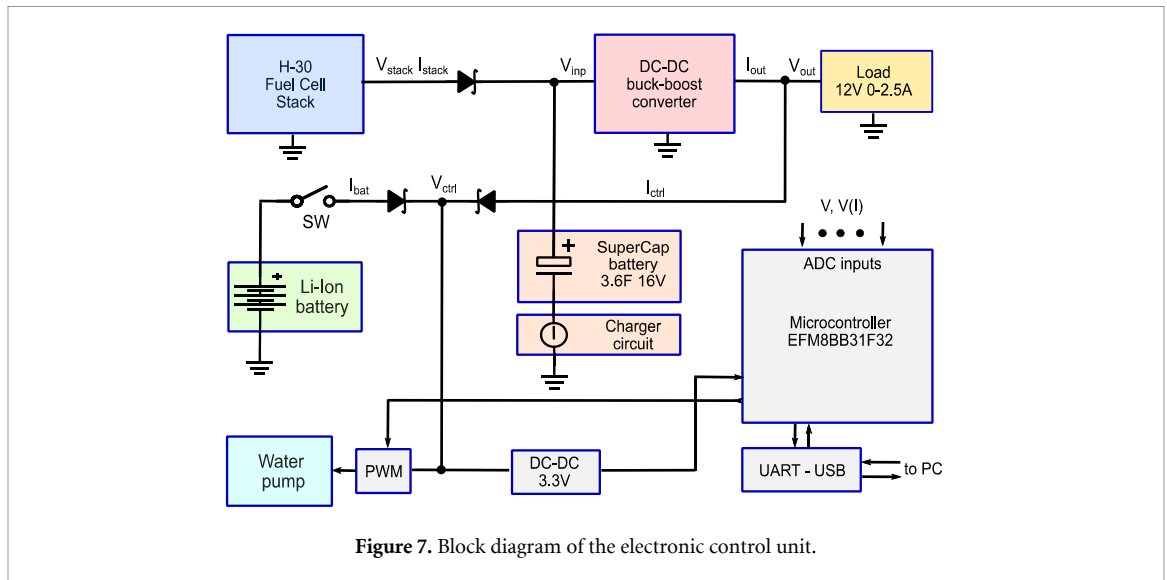 H-30
Fuel Cell
Stack
Vstack Istack
Vinp
DC-DC
buck-boost
converter
Iout
Vout
Load
12V 0-2.5A
Ibat
SW
Vctrl
Ictrl
+
Li-Ion
battery
+
SuperCap
battery
3.6F 16V
I
Charger
circuit
V, V(I)
ADC inputs
Microcontroller
EFM8BB31F32
Water
pump
PWM
DC-DC
3.3V
UART - USB
to PC
Figure 7. Block diagram of the electronic control unit.